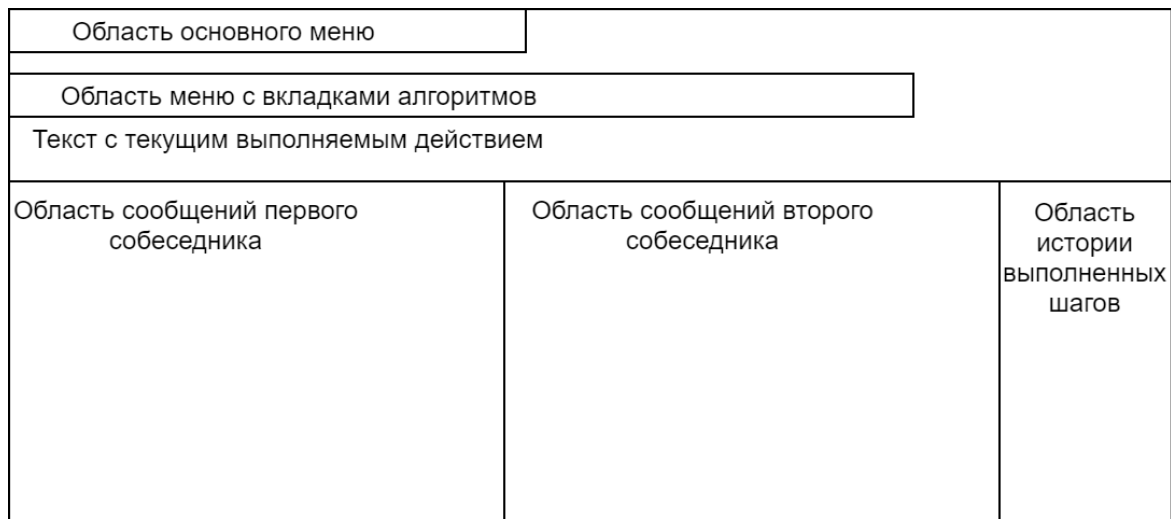 Область основного меню
Область меню с вкладками алгоритмов
Текст с текущим выполняемым действием
Область сообщений первого
собеседника
Область сообщений второго
собеседника
Область
истории
выполненных
шагов